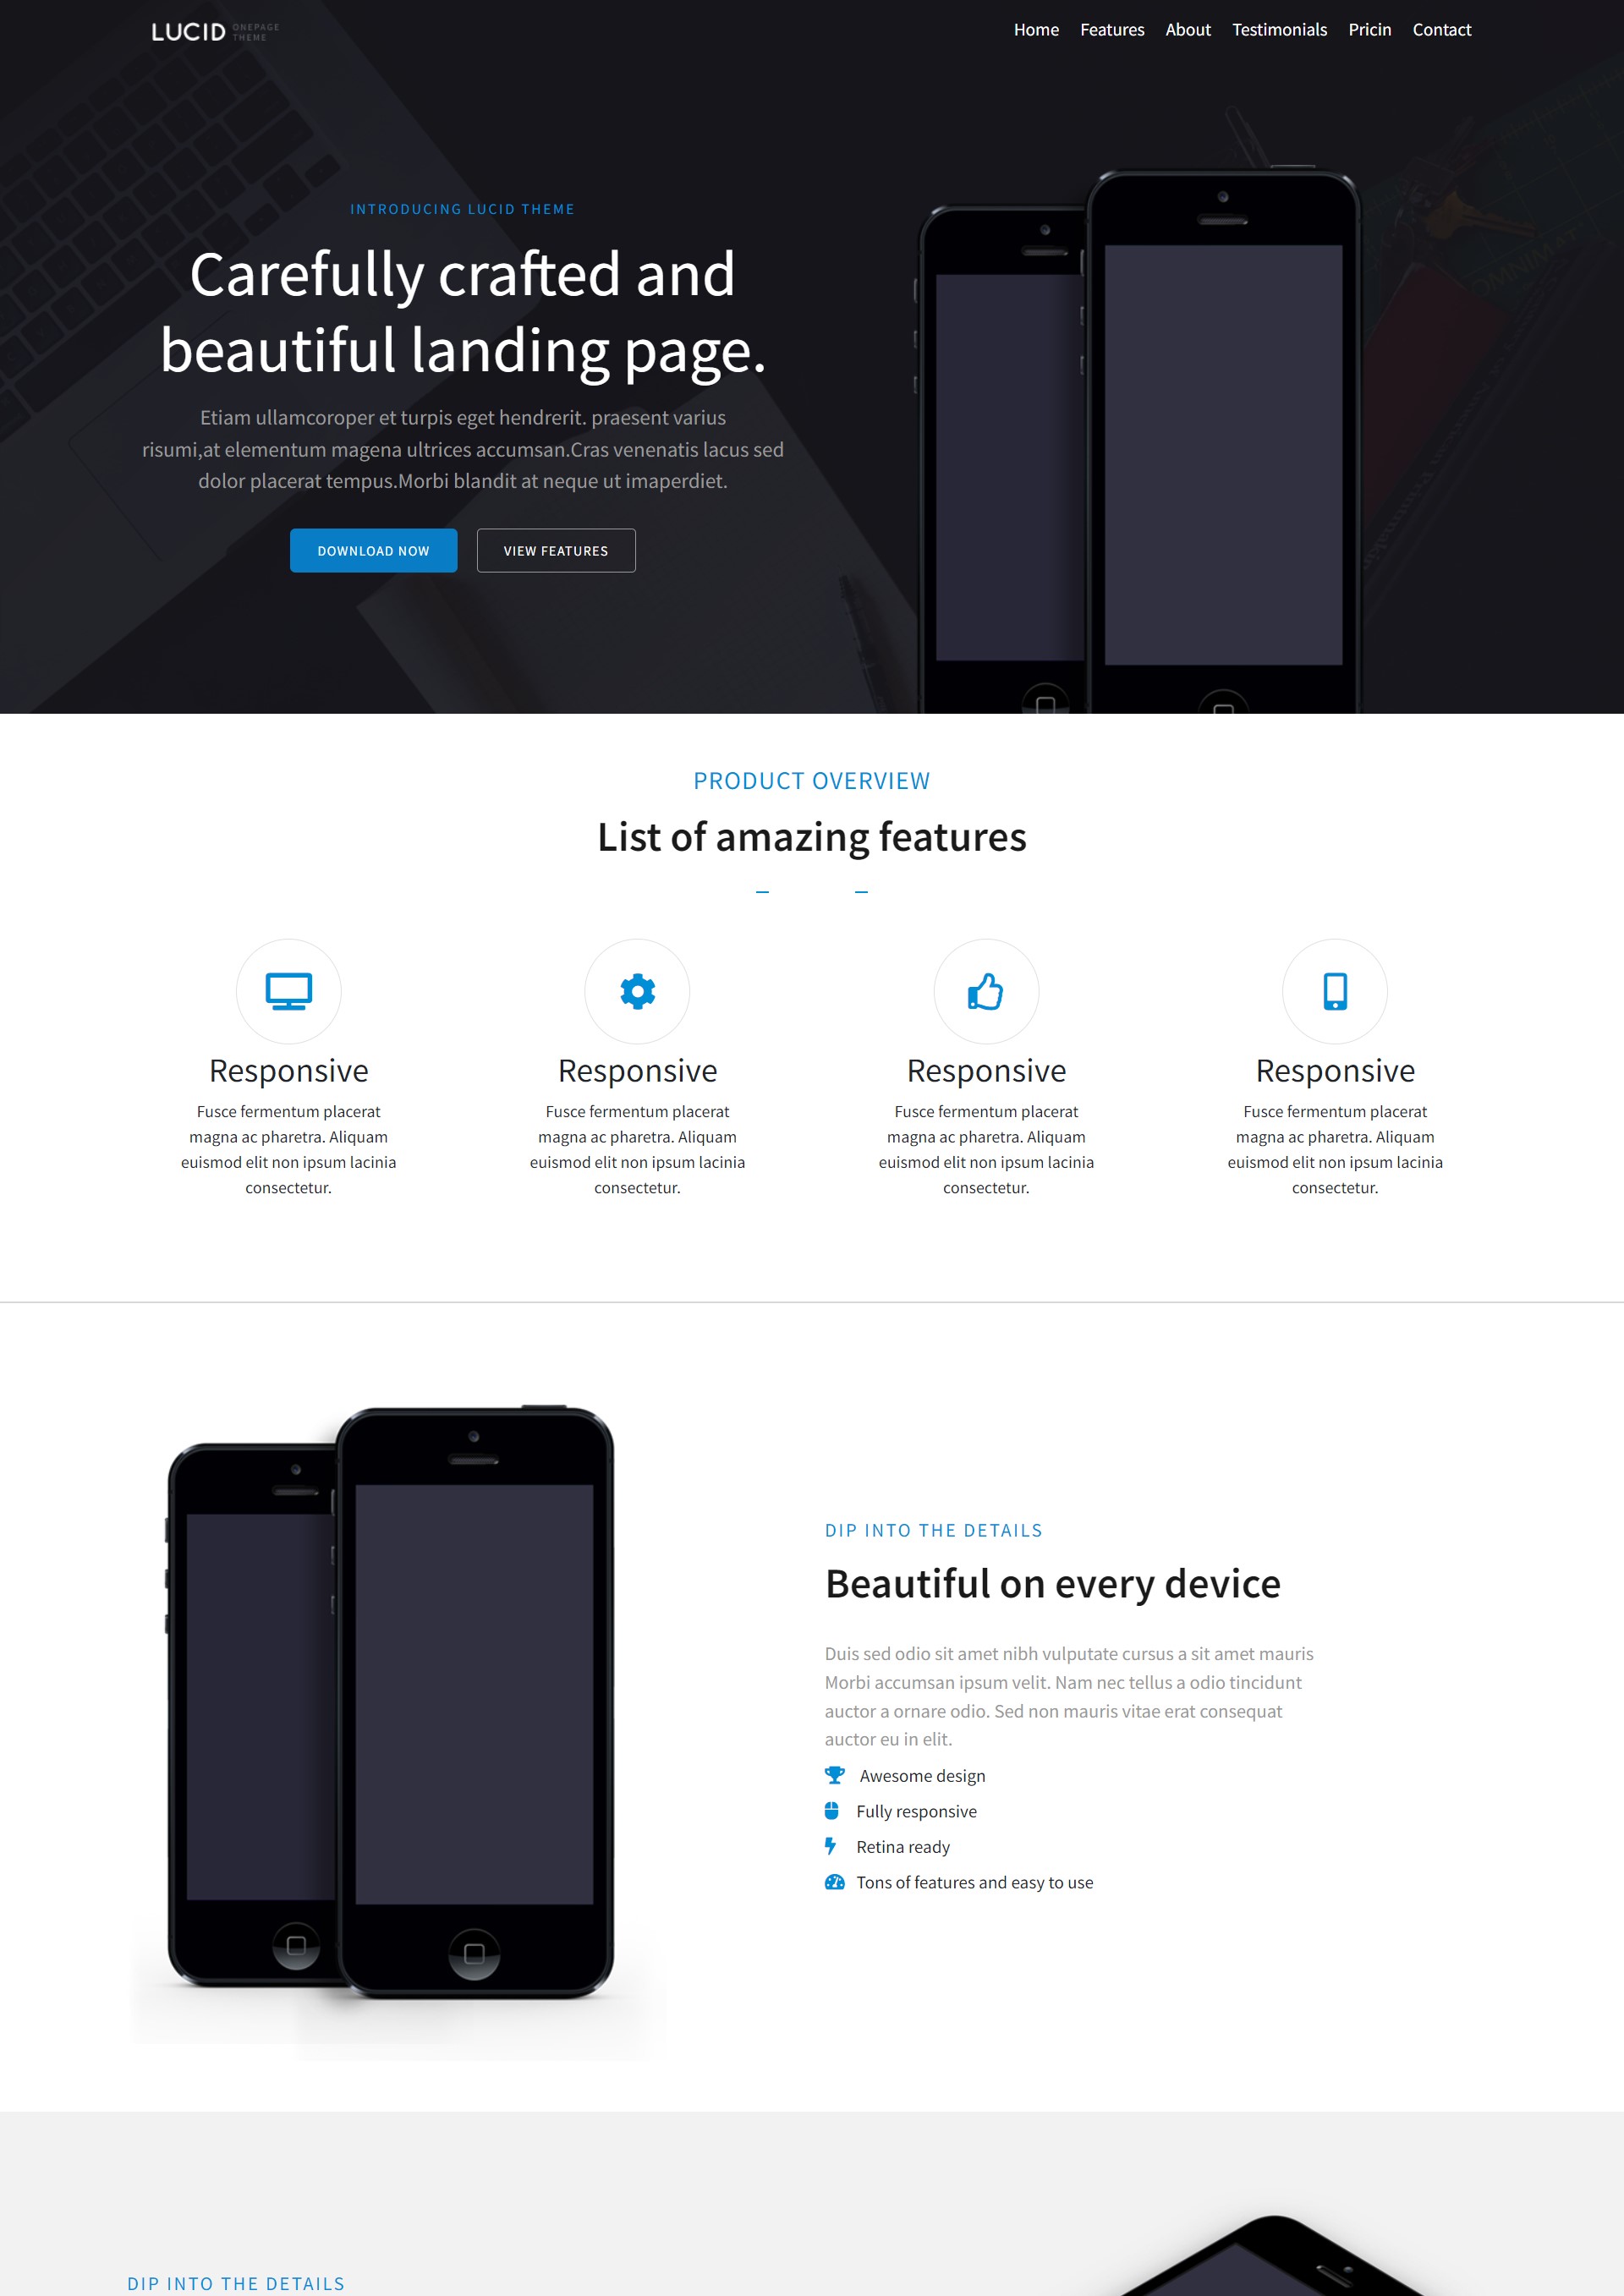 LUCID ONEPAGE THEME
Home Features About Testimonials Pricin Contact
INTRODUCING LUCID THEME
Carefully crafted and
beautiful landing page.
Etiam ullamcoroper et turpis eget hendrerit. praesent varius
risumi,at elementum magena ultrices accumsan.Cras venenatis lacus sed
dolor placerat tempus.Morbi blandit at neque ut imaperdiet.
DOWNLOAD NOW VIEW FEATURES
OMNIMAT
PRODUCT OVERVIEW
List of amazing features
Responsive
Fusce fermentum placerat
magna ac pharetra. Aliquam
euismod elit non ipsum lacinia
consectetur.
Responsive
Fusce fermentum placerat
magna ac pharetra. Aliquam
euismod elit non ipsum lacinia
consectetur.
Responsive
Fusce fermentum placerat
magna ac pharetra. Aliquam
euismod elit non ipsum lacinia
consectetur.
Responsive
Fusce fermentum placerat
magna ac pharetra. Aliquam
euismod elit non ipsum lacinia
consectetur.
DIP INTO THE DETAILS
Beautiful on every device
Duis sed odio sit amet nibh vulputate cursus a sit amet mauris
Morbi accumsan ipsum velit. Nam nec tellus a odio tincidunt
auctor a ornare odio. Sed non mauris vitae erat consequat
auctor eu in elit.
Awesome design
Fully responsive
Retina ready
Tons of features and easy to use
DIP INTO THE DETAILS